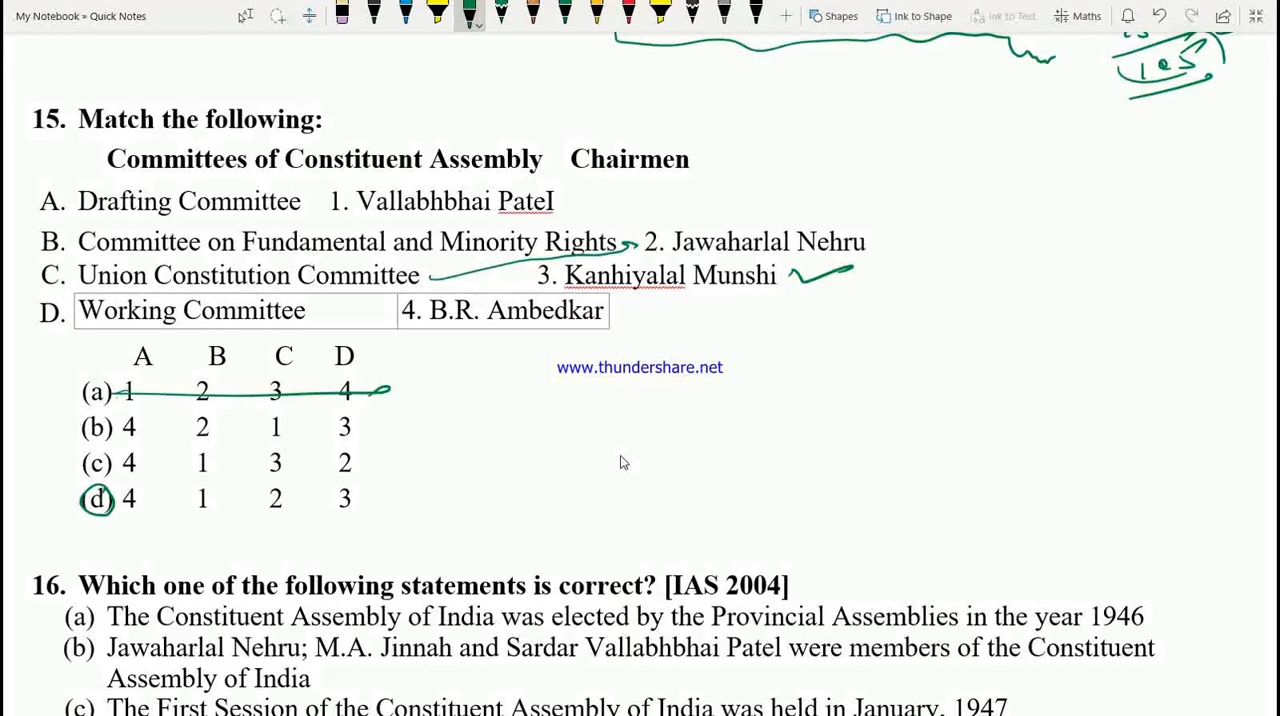 My Notebook » Quick Notes
Shapes
Ink to Shape
Ink to Text
Maths
IAS
15. Match the following:
Committees of Constituent Assembly Chairmen
A. Drafting Committee 1. Vallabhbhai PateI
B. Committee on Fundamental and Minority Rights 2. Jawaharlal Nehru
C. Union Constitution Committee 3. Kanhiyalal Munshi
D. Working Committee 4. B.R. Ambedkar
A B C D
(a) 1 2 3 4
www.thundershare.net
(b) 4 2 1 3
(c) 4 1 3 2
(d) 4 1 2 3
16. Which one of the following statements is correct? [IAS 2004]
(a) The Constituent Assembly of India was elected by the Provincial Assemblies in the year 1946
(b) Jawaharlal Nehru; M.A. Jinnah and Sardar Vallabhbhai Patel were members of the Constituent
Assembly of India
(c) The First Session of the Constituent Assembly of India was held in January, 1947